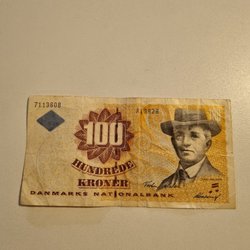 7113608
100
HUNDREDE
KRONER
DANMARKS NATIONALBANK